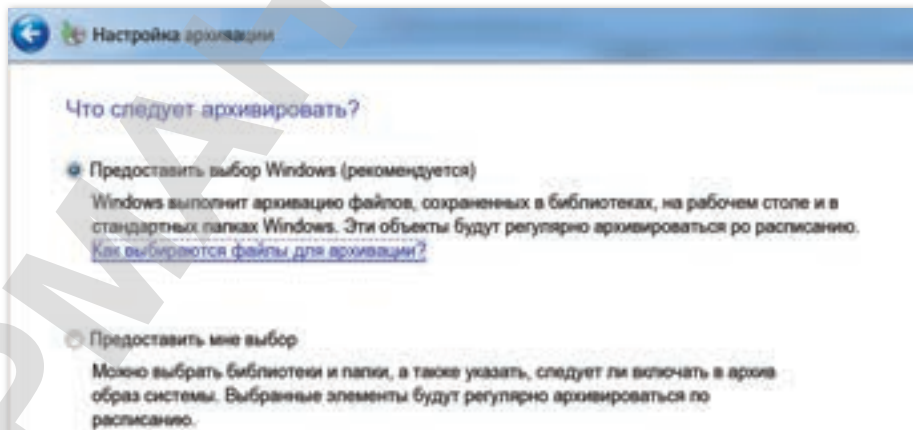 Настройка архивации
Что следует архивировать?
Предоставить выбор Windows (рекомендуется)
Windows выполнит архивацию файлов, сохраненных в библиотеках, на рабочем столе и в
стандартных папках Windows. Эти объекты будут регулярно архивироваться ро расписанию.
Как выбираются файлы для архивации?
Предоставить мне выбор
Можно выбрать библиотеки и папки, а также указать, следует ли включать в архив
образ системы. Выбранные элементы будут регулярно архивироваться по
расписанию.